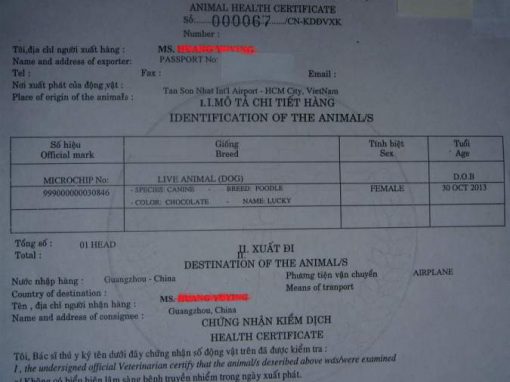 ANIMAL HEALTH CERTIFICATE
Số: 000067 /CN-KDĐVXK
Number :
Tôi,địa chỉ người xuất hàng : MS.
Name and address of exporter: PASSPORT No:
Tel : Fax : Email :
Nơi xuất phát của động vật : Tan Son Nhat Int'l Airport - HCM City, VietNam
Place of origin of the animals :
I.I.MÔ TẢ CHI TIẾT HÀNG
IDENTIFICATION OF THE ANIMAL/S
Số hiệu Giống Tính biệt Tuổi
Official mark Breed Sex Age
MICROCHIP No: LIVE ANIMAL (DOG) D.O.B
999000000030846 - SPECISE: CANINE - BREED: POODLE FEMALE 30 OCT 2013
- COLOR: CHOCOLATE - NAME: LUCKY
Tổng số : 01 HEAD
Total :
II. XUẤT ĐI
DESTINATION OF THE ANIMAL/S
Nước nhập hàng : Guangzhou - China Phương tiện vận chuyển AIRPLANE
Country of destination : Means of tranport
MS.
Tên , địa chỉ người nhận hàng : Guangzhou, China
Name and address of consignee :
CHỨNG NHẬN KIỂM DỊCH
HEALTH CERTIFICATE
Tôi, Bác sĩ thú y ký tên dưới đây chứng nhận số động vật trên đã được kiểm tra :
I, the undersigned official Veterinarian certify that the animal/s described above was/were examined
a/ Không có biểu hiện lâm sàng bệnh truyền nhiễm trong ngày xuất phát.